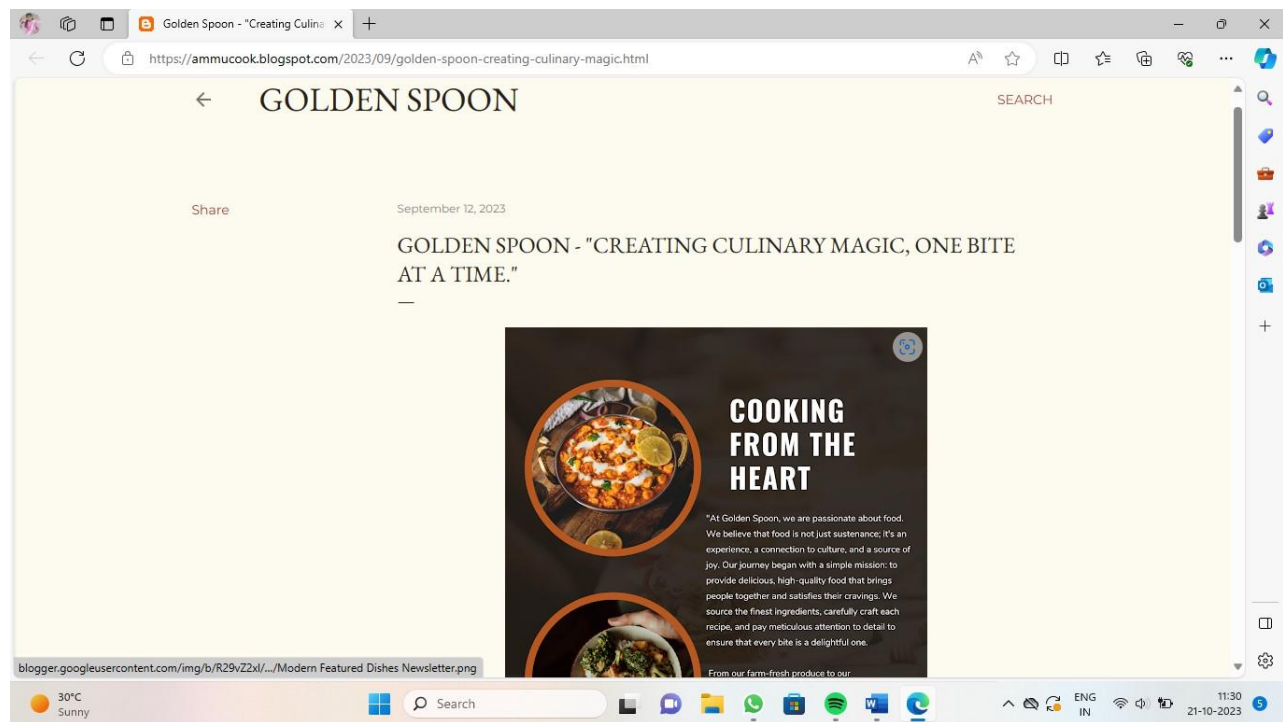 Golden Spoon - "Creating Culina
https://ammucook.blogspot.com/2023/09/golden-spoon-creating-culinary-magic.html
GOLDEN SPOON
SEARCH
Share
September 12, 2023
GOLDEN SPOON - "CREATING CULINARY MAGIC, ONE BITE
AT A TIME."
COOKING
FROM THE
HEART
"At Golden Spoon, we are passionate about food.
We believe that food is not just sustenance; it's an
experience, a connection to culture, and a source of
joy. Our journey began with a simple mission: to
provide delicious, high-quality food that brings
people together and satisfies their cravings. We
source the finest ingredients, carefully craft each
recipe, and pay meticulous attention to detail to
ensure that every bite is a delightful one.
From our farm-fresh produce to our
blogger.googleusercontent.com/img/b/R29vZ2xl/.../Modern Featured Dishes Newsletter.png
30°C
Sunny
Search
ENG
IN
11:30
21-10-2023
5